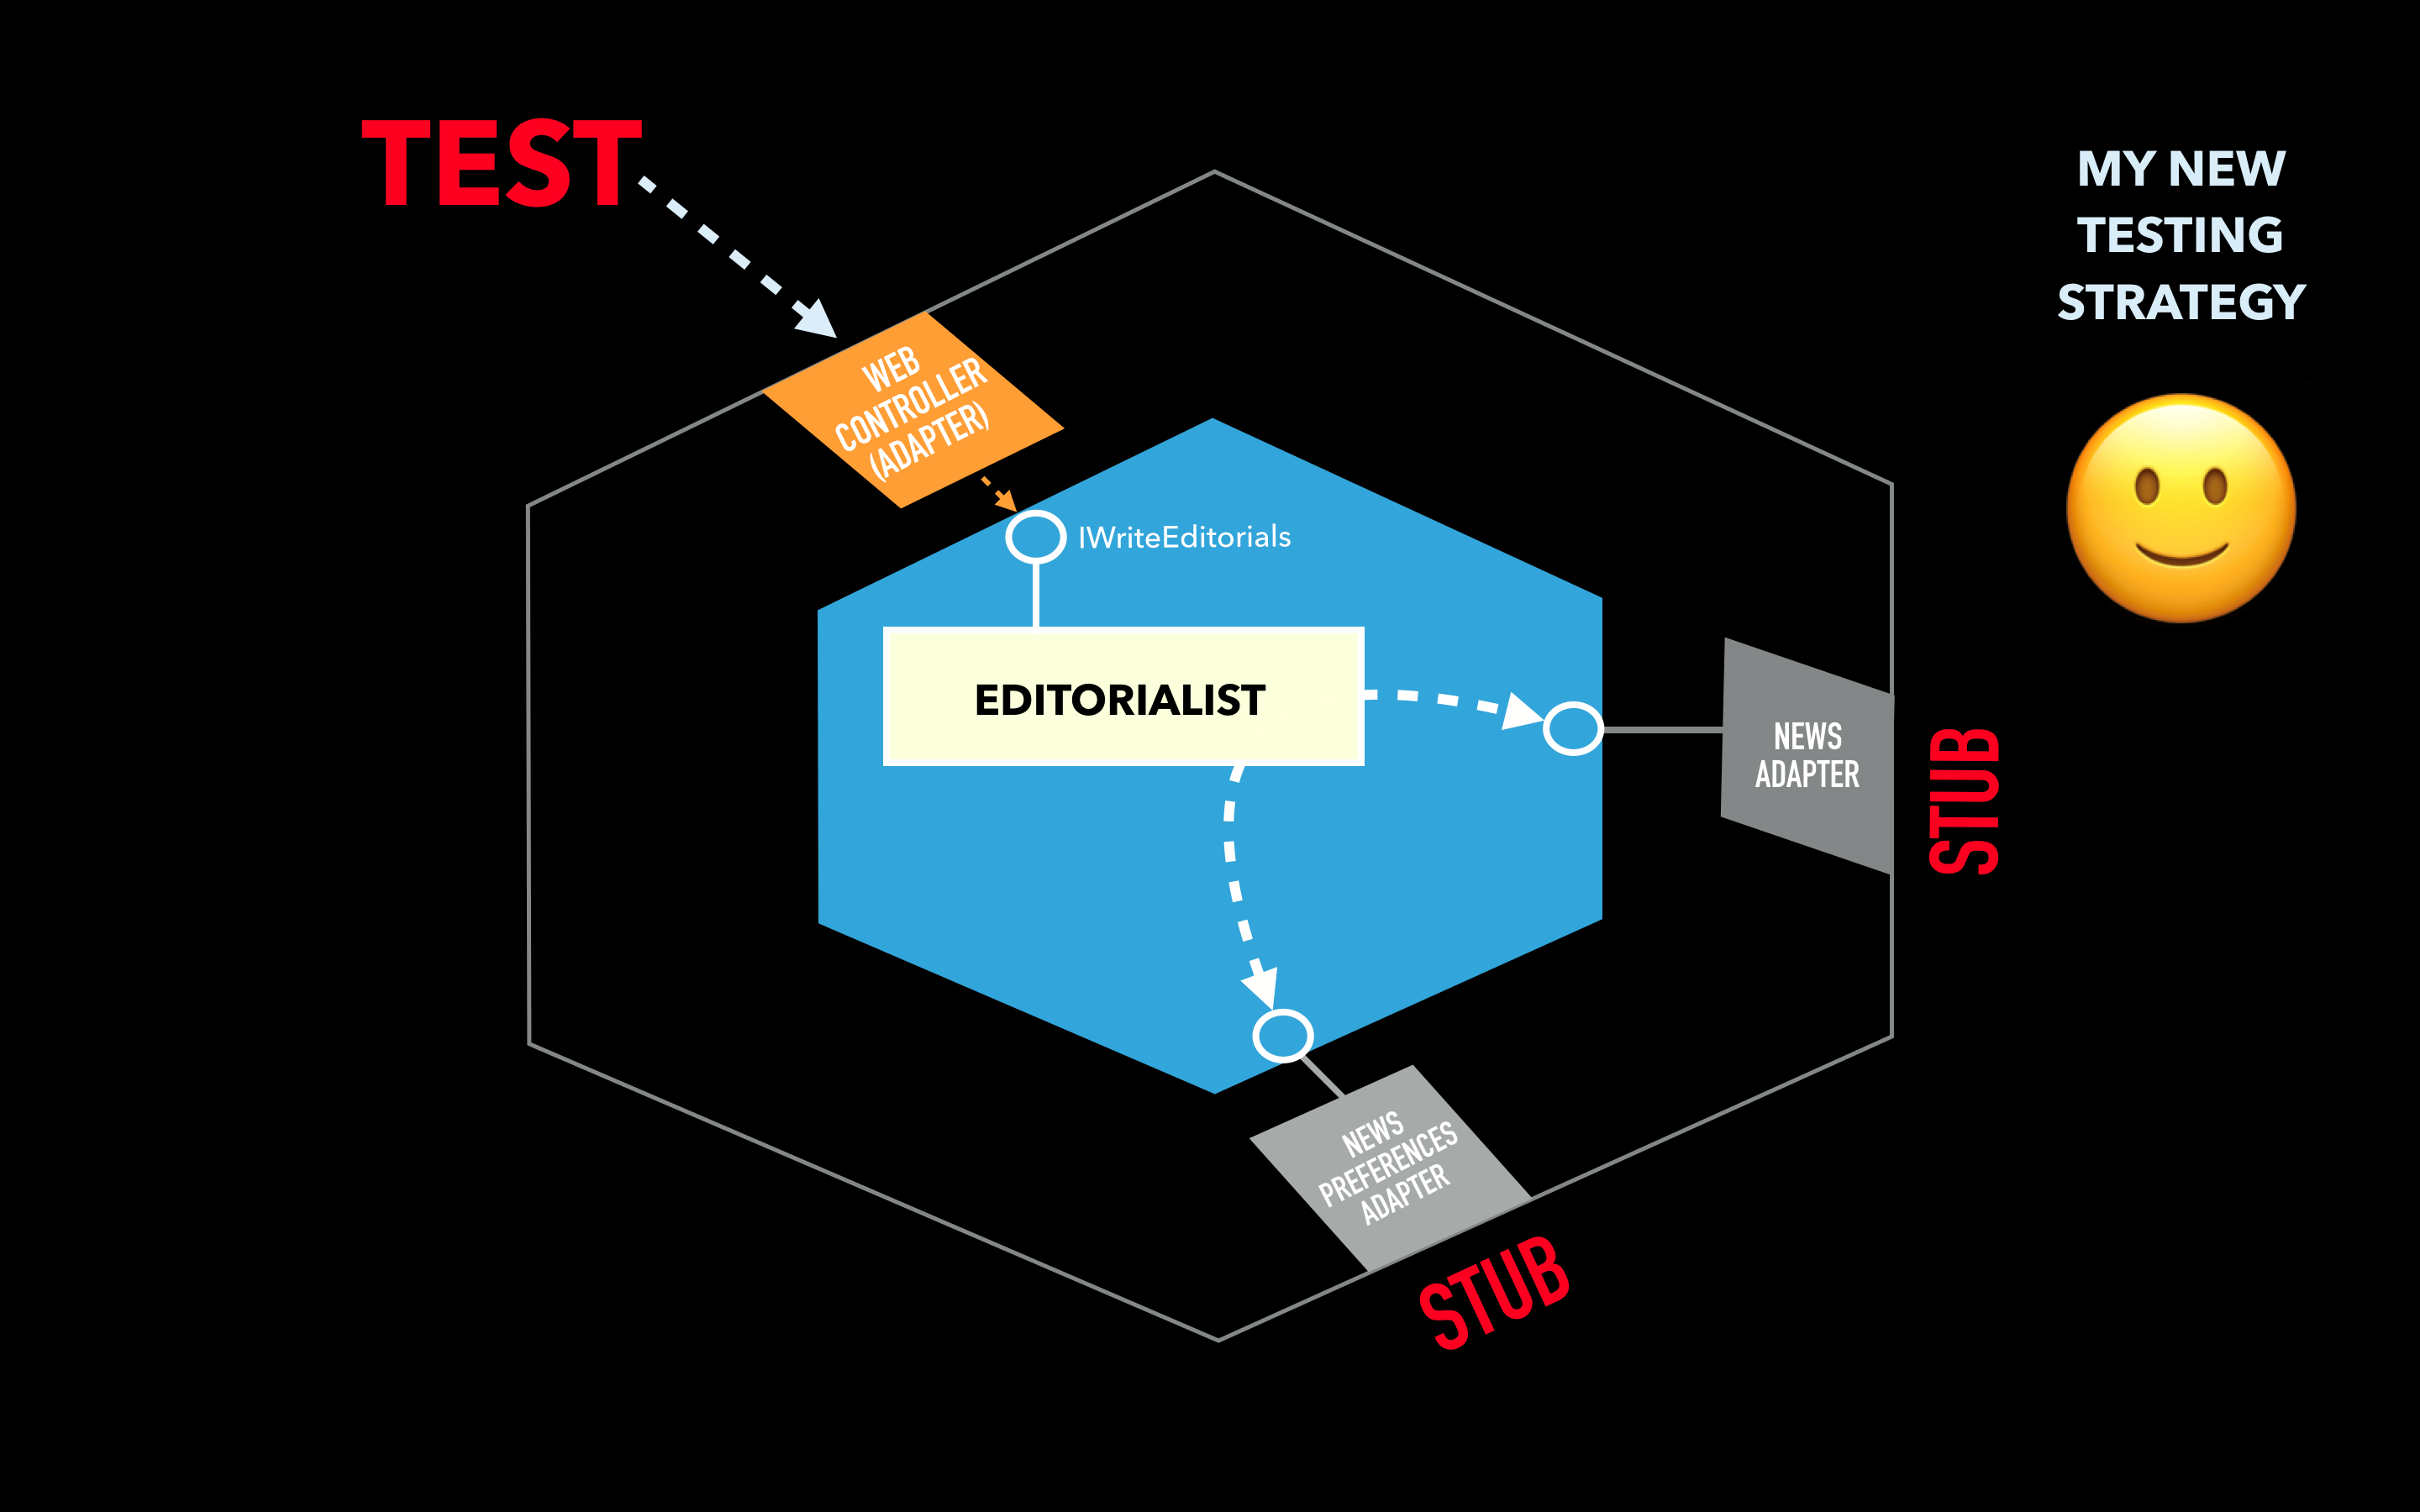 TEST
MY NEW
TESTING
STRATEGY
WEB
CONTROLLER
(ADAPTER)
IWriteEditorials
EDITORIALIST
NEWS
ADAPTER
STUB
NEWS
PREFERENCES
ADAPTER
STUB